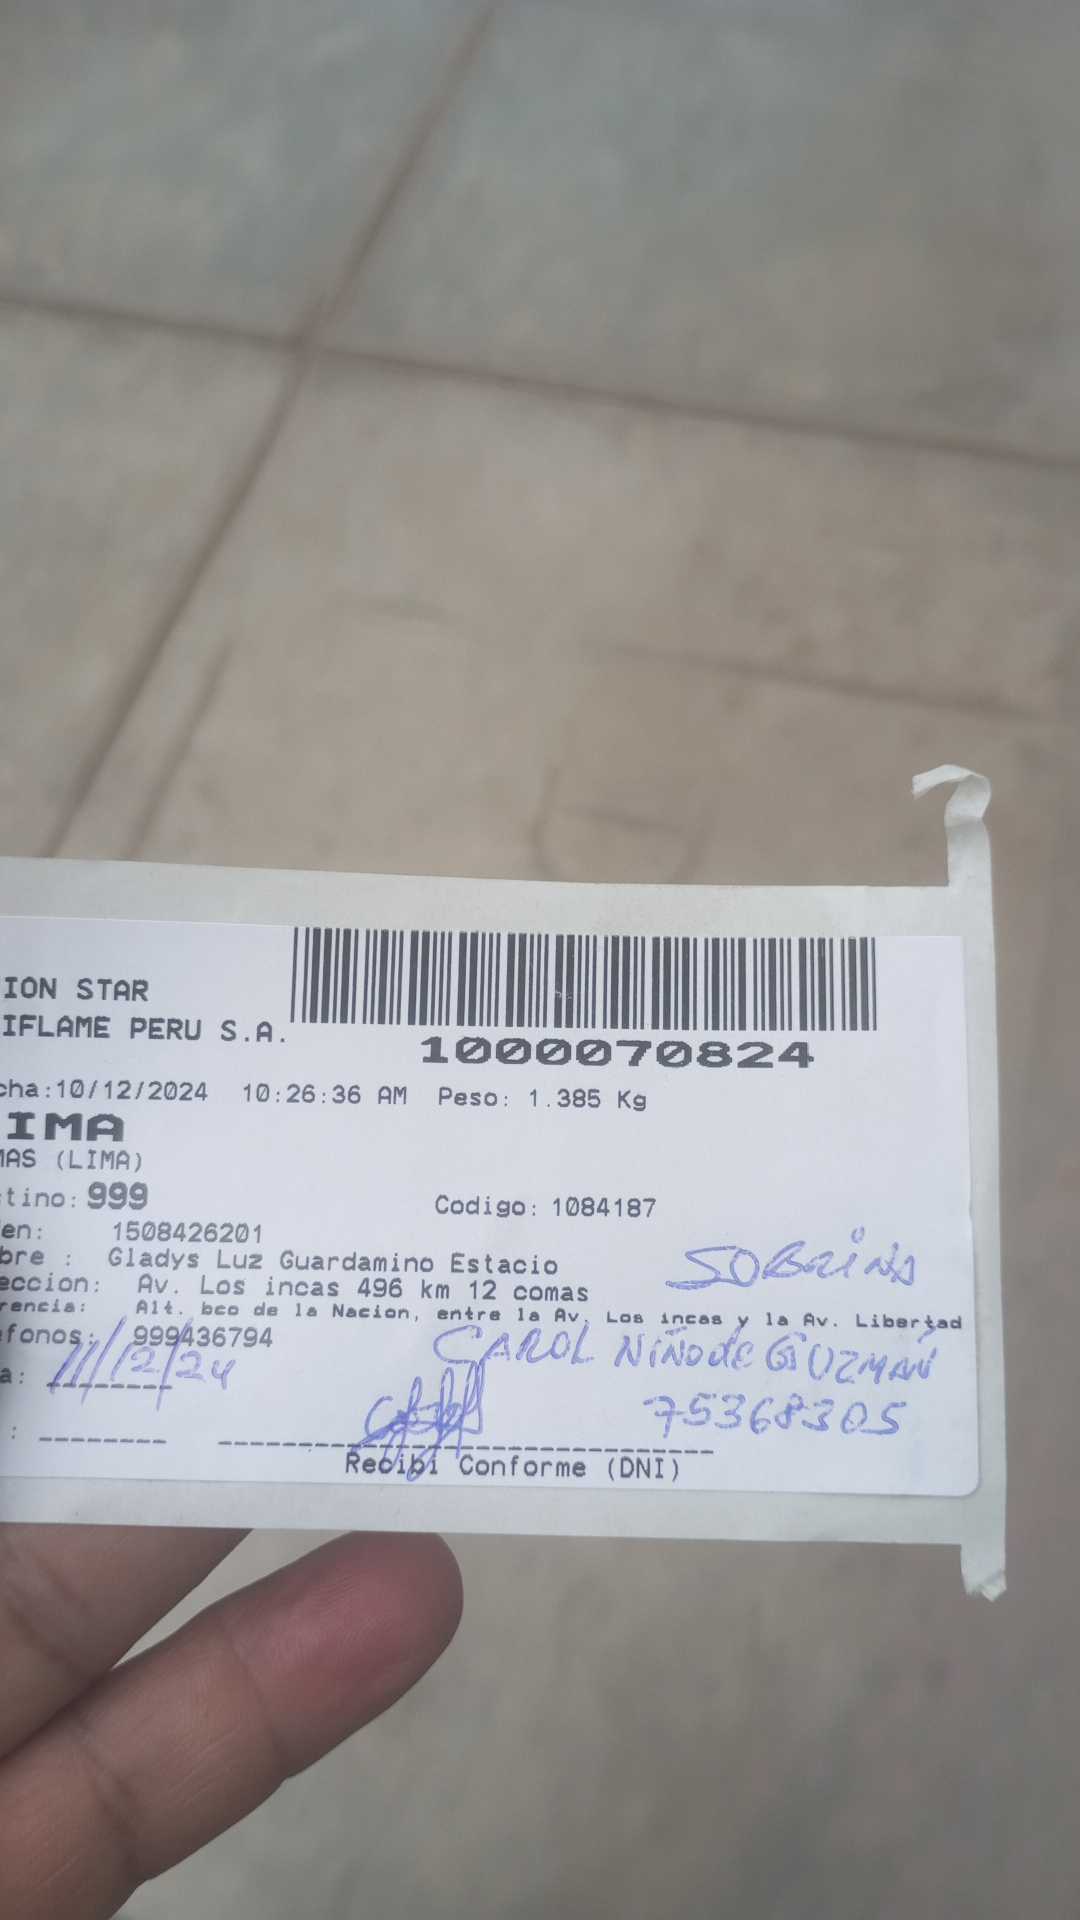 ION STAR
IFLAME PERU S.A.
1000070824
cha:10/12/2024 10:26:36 AM Peso: 1.385 Kg
IMA
MAS (LIMA)
tino: 999 Codigo: 1084187
en: 1508426201
bre : Gladys Luz Guardamino Estacio
SOBRINA
eccion: Av. Los incas 496 km 12 comas
rencia: Alt. bco de la Nacion, entre la Av. Los incas y la Av. Libertad
fonos: 999436794
CAROL NIÑO de GUZMÁN
a: 11/12/24
75368305
: 
Recibi Conforme (DNI)